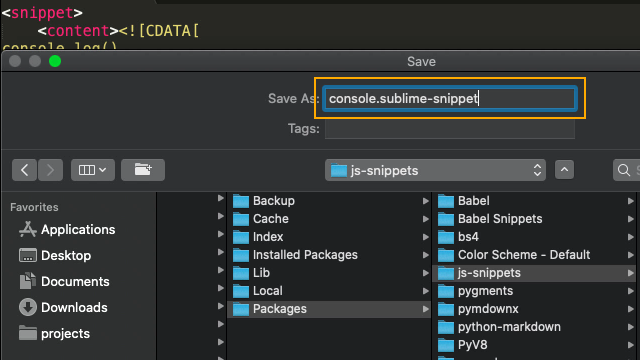 <snippet>
<content><![CDATA[
console.log()
Save
Save As: console.sublime-snippet
Tags:
js-snippets
Favorites
Applications
Desktop
Documents
Downloads
projects
Backup
Cache
Index
Installed Packages
Lib
Local
Packages
Babel
Babel Snippets
bs4
Color Scheme - Default
js-snippets
pygments
pymdownx
python-markdown
PyV8